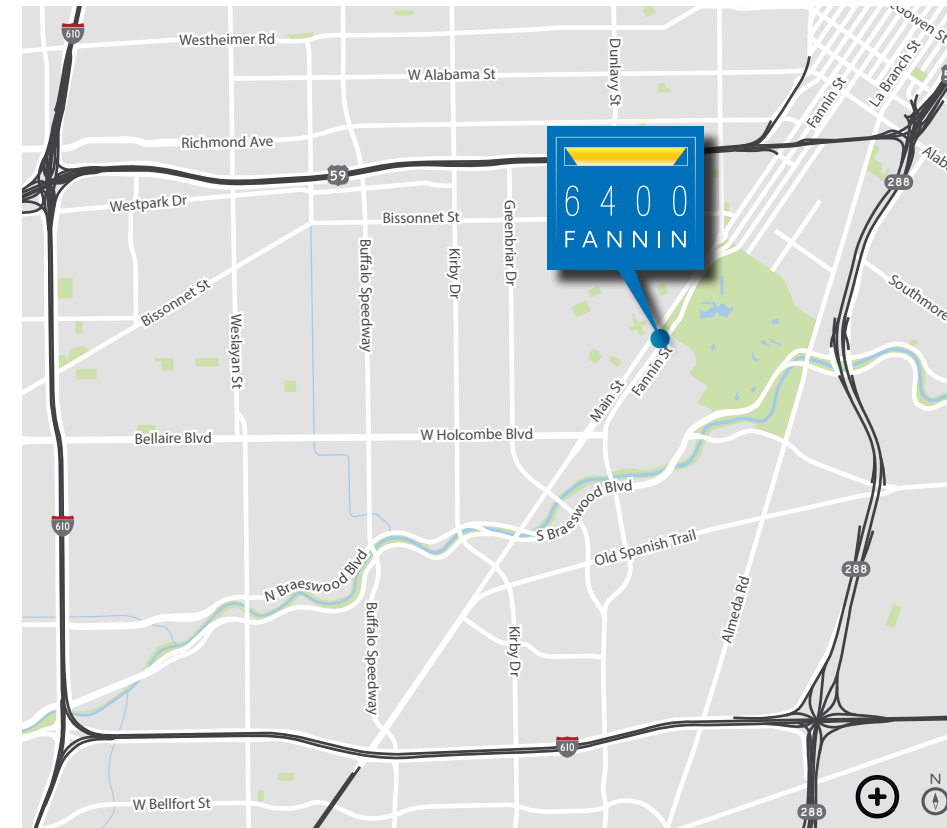 610
Westheimer Rd
McGowen St
W Alabama St
Dunlavy St
Fannin St
La Branch St
Richmond Ave
59
288
Westpark Dr
Bissonnet St
Greenbriar Dr
6400
FANNIN
Buffalo Speedway
Kirby Dr
Bissonnet St
Weslayan St
Southmore
Main St
Fannin St
Bellaire Blvd
W Holcombe Blvd
610
S Braeswood Blvd
Old Spanish Trail
288
N Braeswood Blvd
Buffalo Speedway
Kirby Dr
Almeda Rd
610
W Bellfort St
288
N